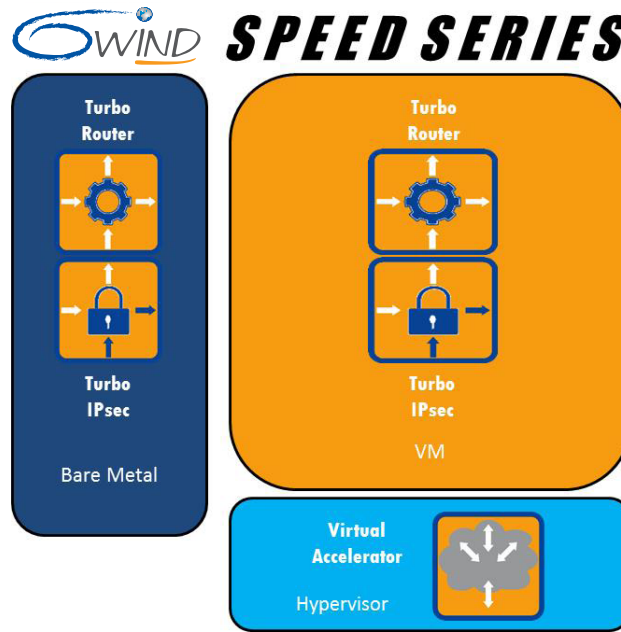 6WIND SPEED SERIES
Turbo
Router
Turbo
IPsec
Bare Metal
Turbo
Router
Turbo
IPsec
VM
Virtual
Accelerator
Hypervisor